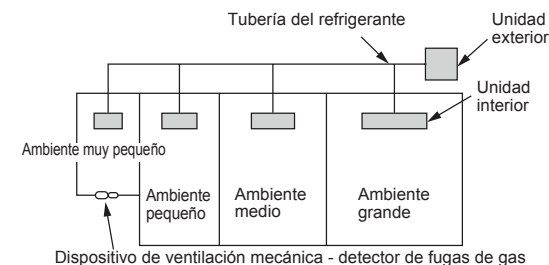 Tubería del refrigerante
Unidad
exterior
Unidad
interior
Ambiente muy pequeño
Ambiente
pequeño
Ambiente
medio
Ambiente
grande
Dispositivo de ventilación mecánica - detector de fugas de gas